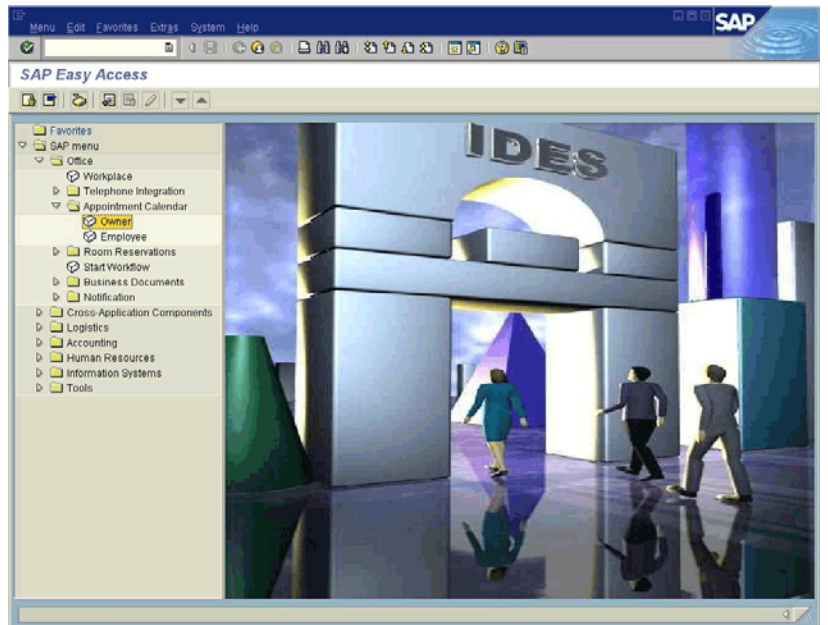 Menu Edit Favorites Extras System Help
SAP
SAP Easy Access
Favorites
SAP menu
Office
Workplace
Telephone Integration
Appointment Calendar
Owner
Employee
Room Reservations
Start Workflow
Business Documents
Notification
Cross-Application Components
Logistics
Accounting
Human Resources
Information Systems
Tools
IDES